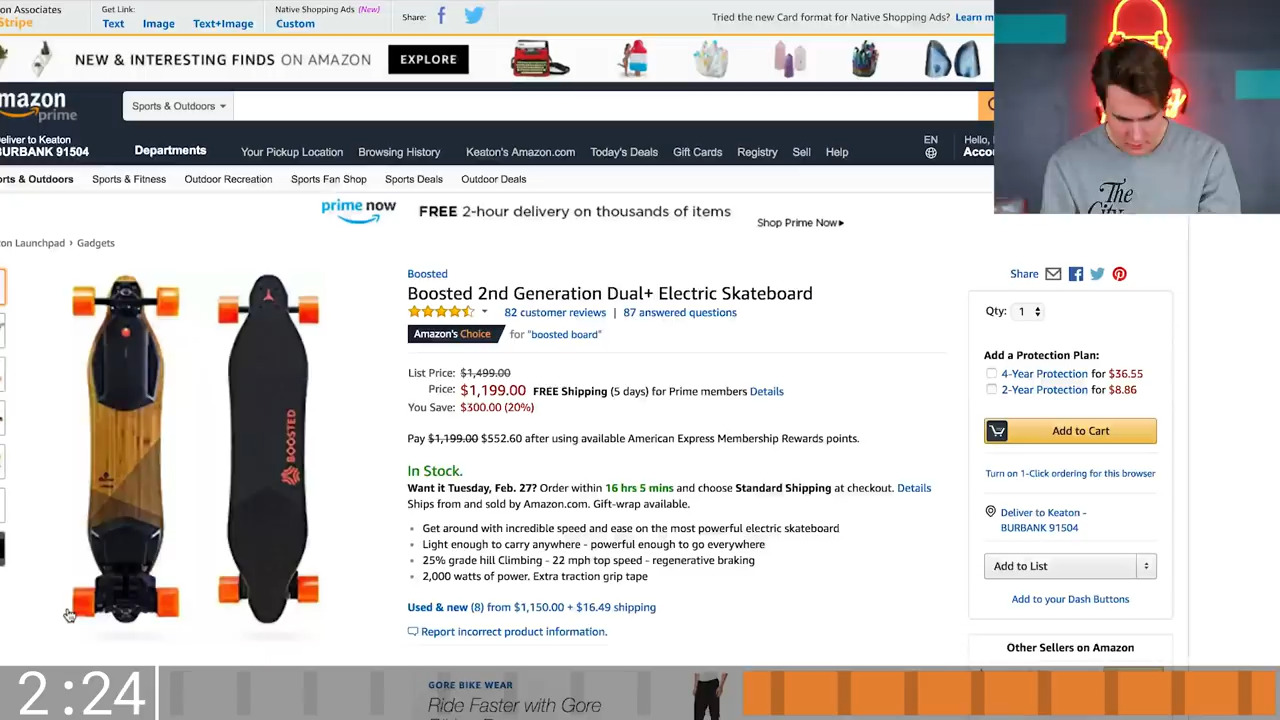 on Associates
Stripe
Get Link:
Text Image Text+Image
Native Shopping Ads (New)
Custom
Share:
Tried the new Card format for Native Shopping Ads? Learn m
NEW & INTERESTING FINDS ON AMAZON EXPLORE
mazon
prime
Sports & Outdoors
Deliver to Keaton
BURBANK 91504
Departments
Your Pickup Location Browsing History Keaton's Amazon.com Today's Deals Gift Cards Registry Sell Help
EN
Hello,
Accou
rts & Outdoors Sports & Fitness Outdoor Recreation Sports Fan Shop Sports Deals Outdoor Deals
The
City
prime now FREE 2-hour delivery on thousands of items Shop Prime Now
on Launchpad › Gadgets
Boosted
Boosted 2nd Generation Dual+ Electric Skateboard
82 customer reviews | 87 answered questions
Amazon's Choice for "boosted board"
List Price: $1,499.00
Price: $1,199.00 FREE Shipping (5 days) for Prime members Details
You Save: $300.00 (20%)
Pay $1,199.00 $552.60 after using available American Express Membership Rewards points.
In Stock.
Want it Tuesday, Feb. 27? Order within 16 hrs 5 mins and choose Standard Shipping at checkout. Details
Ships from and sold by Amazon.com. Gift-wrap available.
• Get around with incredible speed and ease on the most powerful electric skateboard
• Light enough to carry anywhere - powerful enough to go everywhere
• 25% grade hill Climbing - 22 mph top speed - regenerative braking
• 2,000 watts of power. Extra traction grip tape
Used & new (8) from $1,150.00 + $16.49 shipping
Report incorrect product information.
BOOSTED
Share
Qty: 1
Add a Protection Plan:
4-Year Protection for $36.55
2-Year Protection for $8.86
Add to Cart
Turn on 1-Click ordering for this browser
Deliver to Keaton -
BURBANK 91504
Add to List
Add to your Dash Buttons
Other Sellers on Amazon
2:24
GORE BIKE WEAR
Ride Faster with Gore